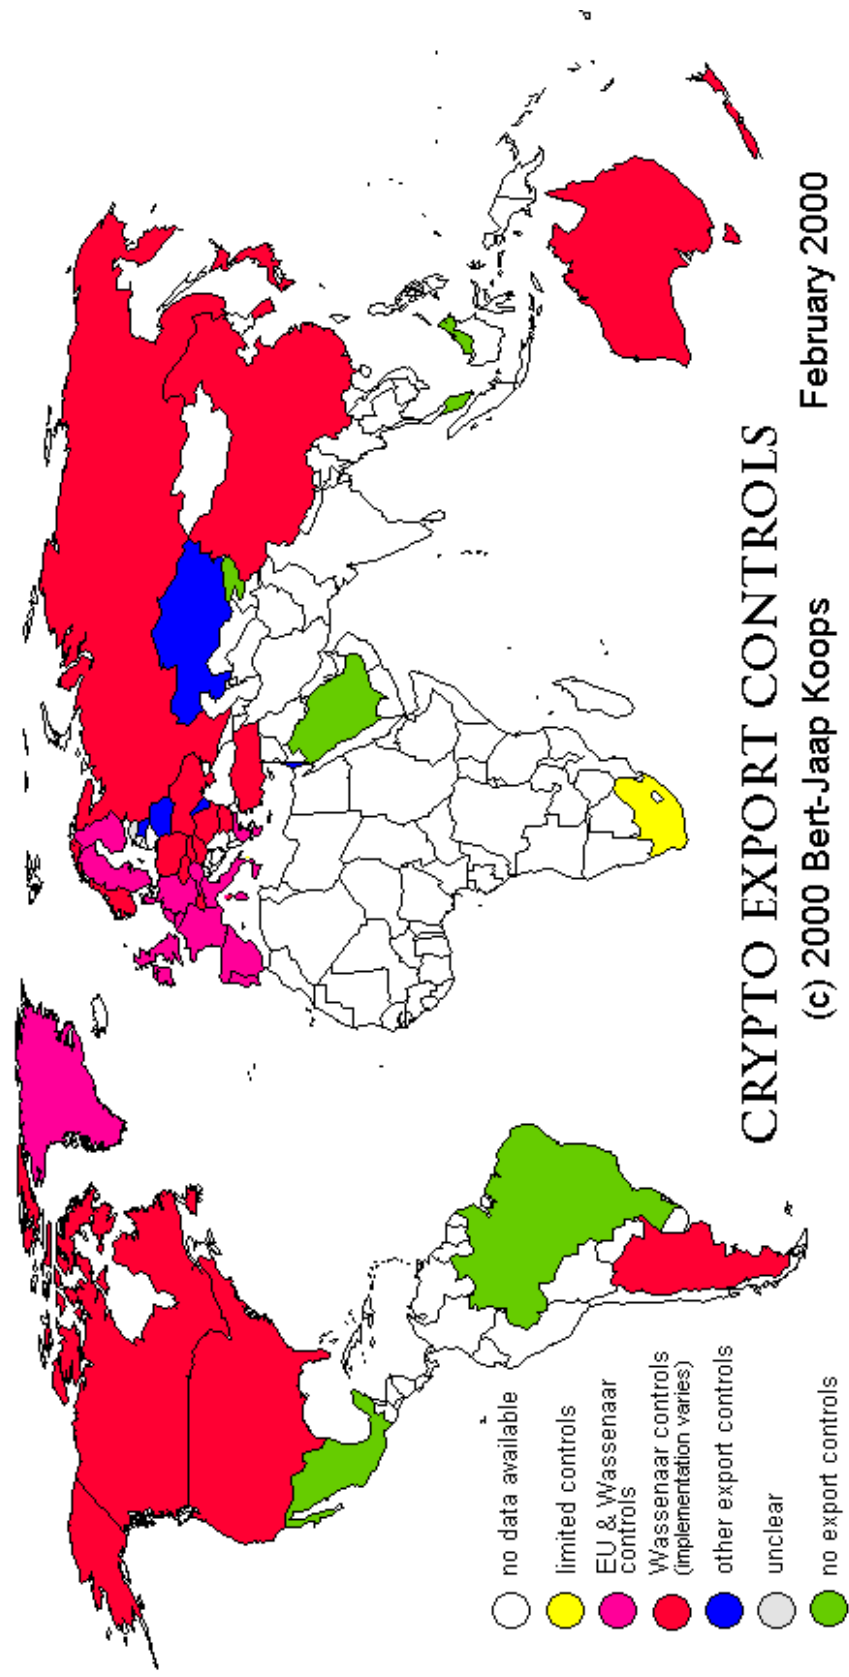 CRYPTO EXPORT CONTROLS
(c) 2000 Bert-Jaap Koops
February 2000
no data available
limited controls
EU & Wassenaar
controls
Wassenaar controls
(implementation varies)
other export controls
unclear
no export controls